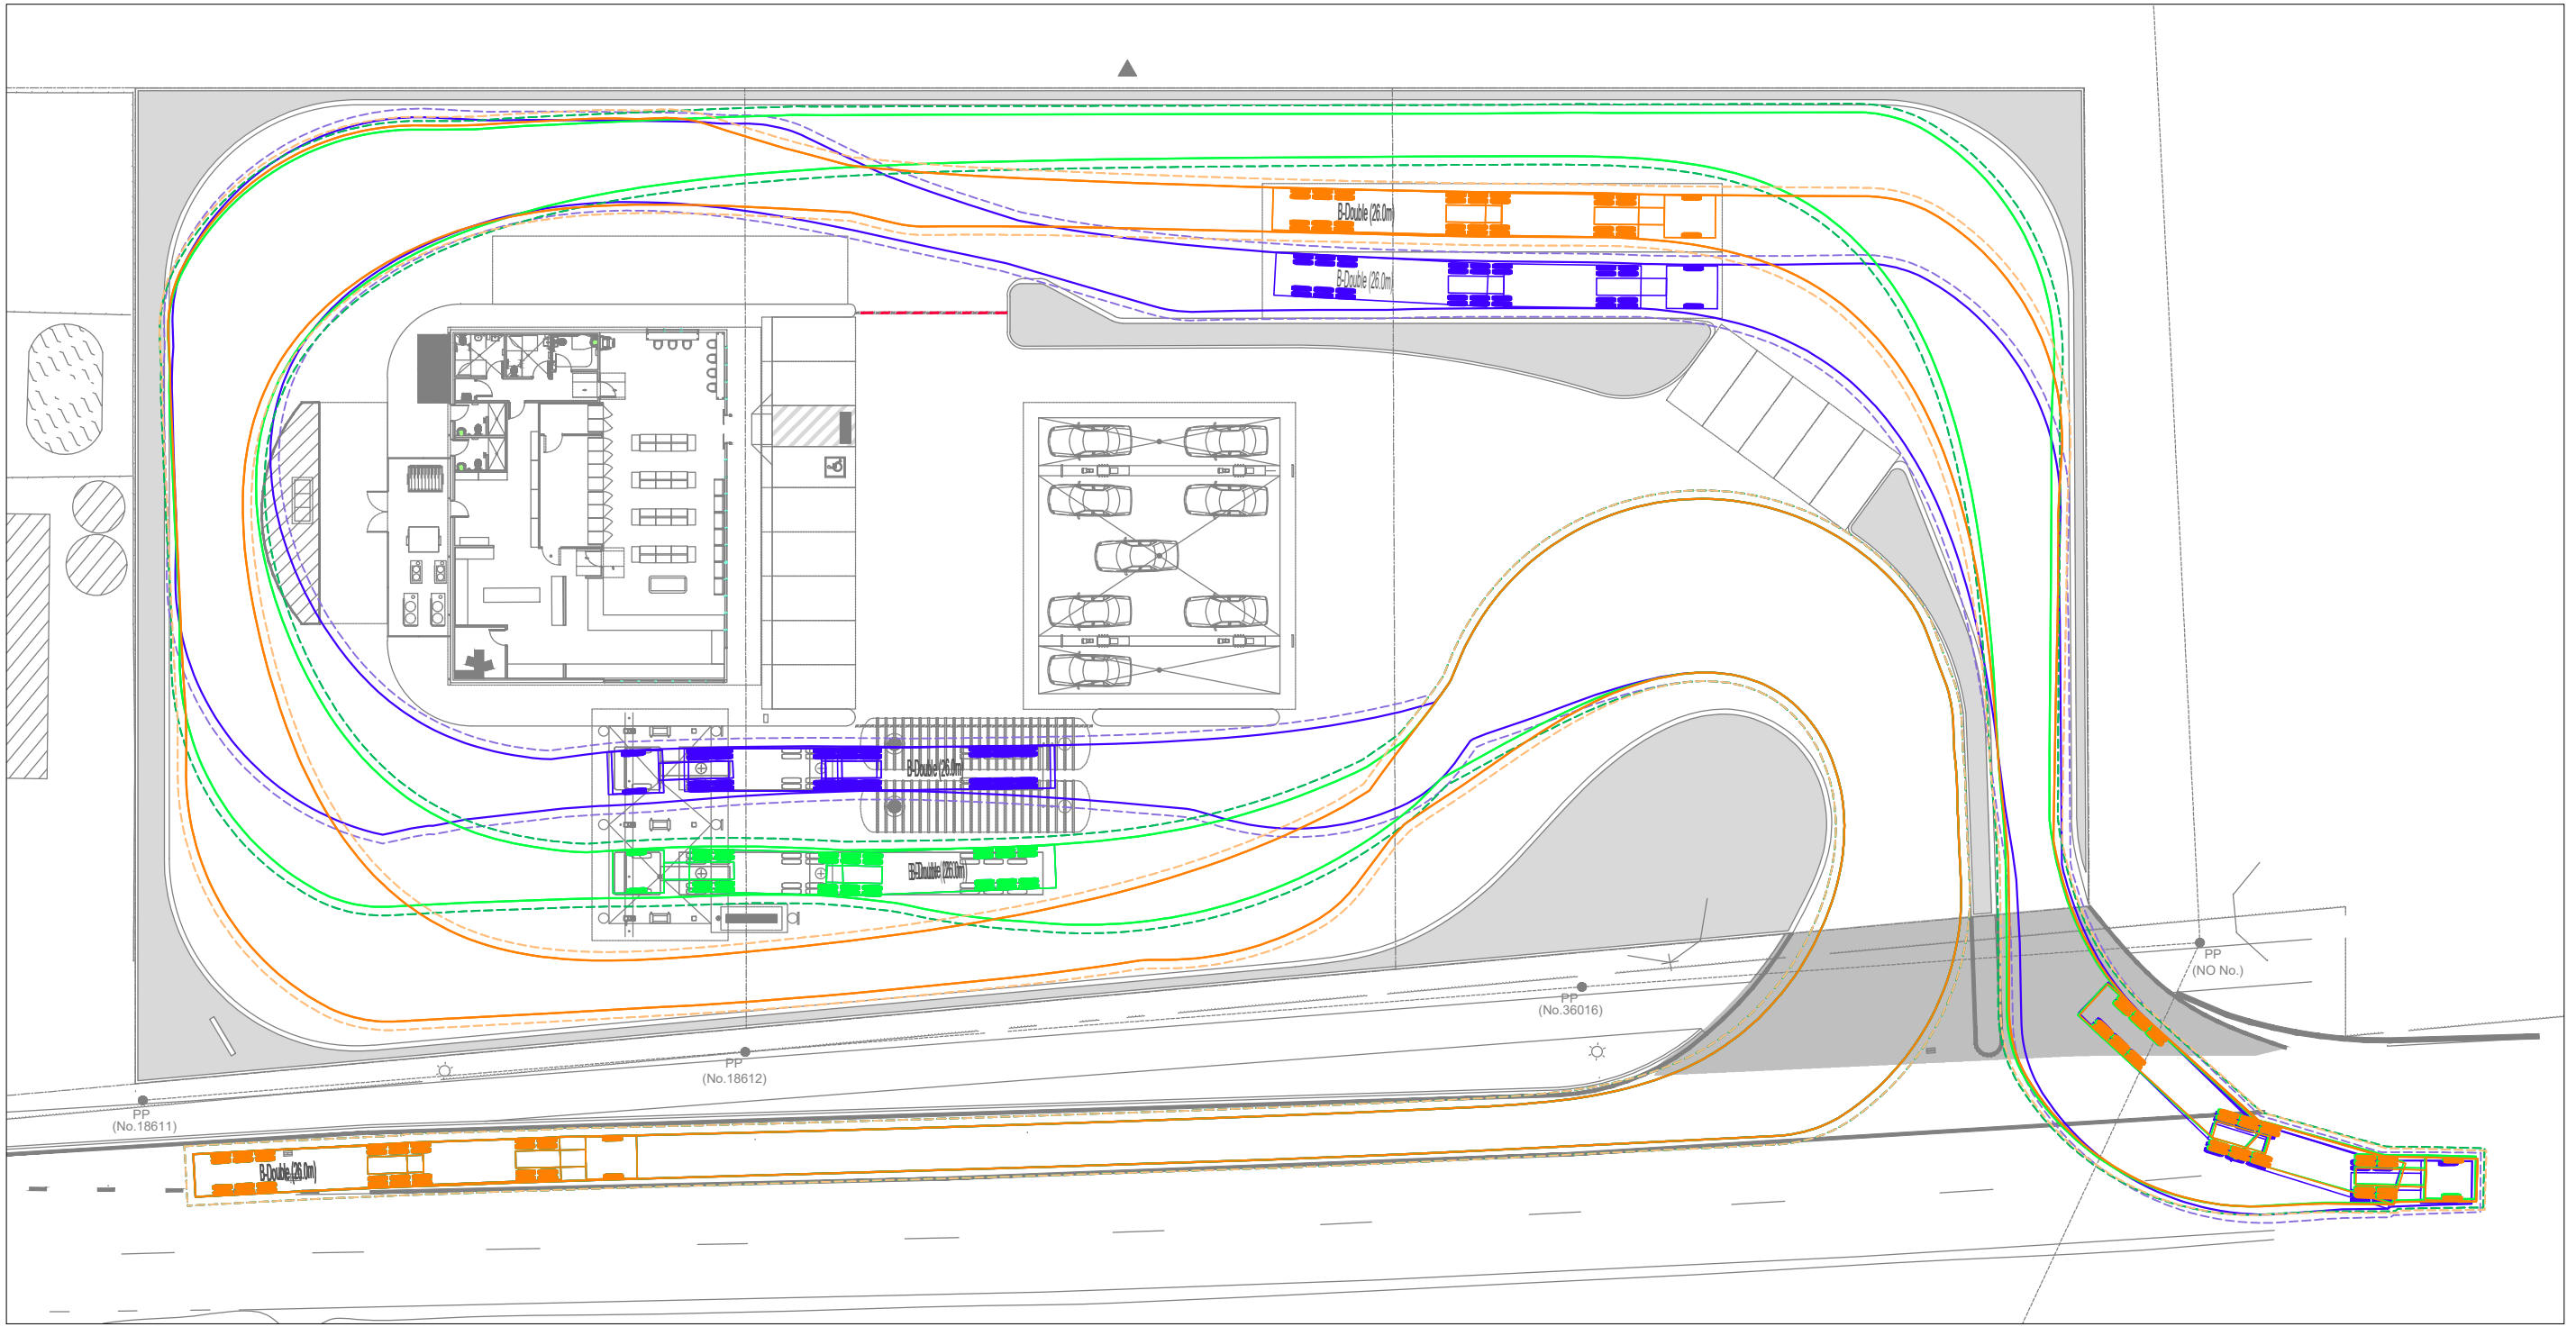 B-Double (26.0m)
B-Double (26.0m)
B-Double (26.0m)
PP
(NO No.)
PP
(No.36016)
PP
(No.18612)
PP
(No.18611)
B-Double (26.0m)